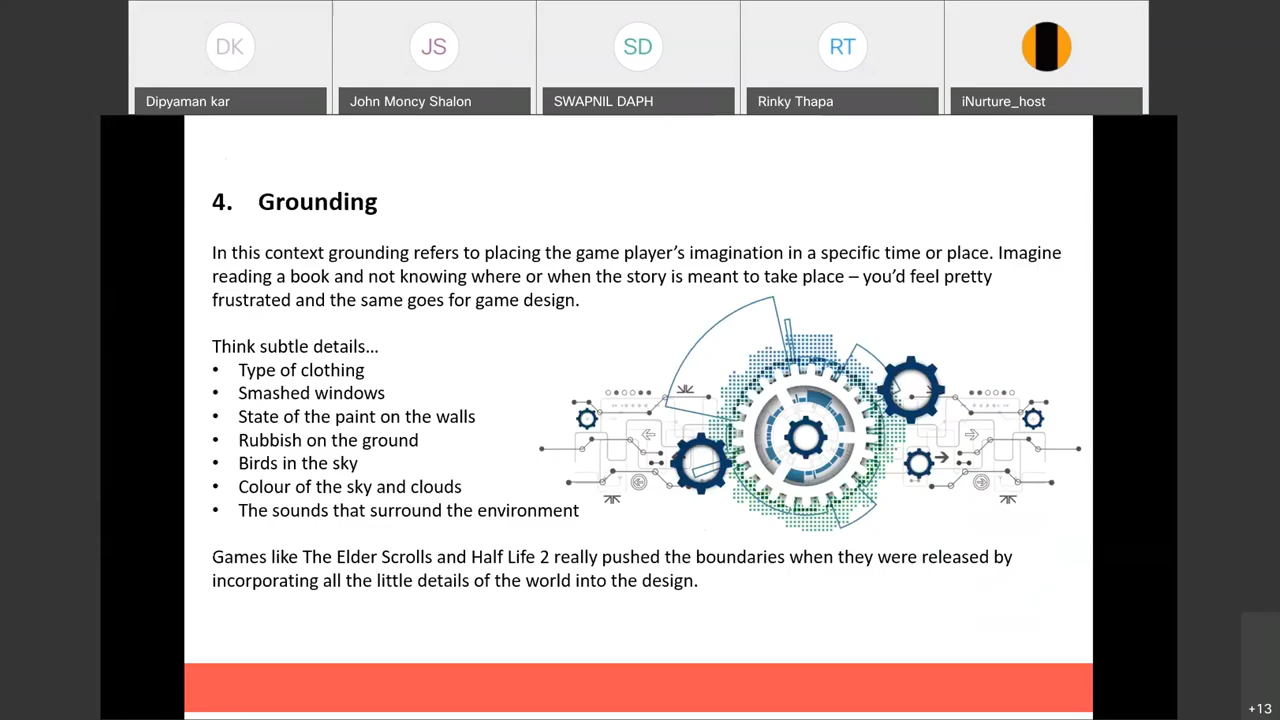 DK
JS
SD
RT
Dipyaman kar
John Moncy Shalon
SWAPNIL DAPH
Rinky Thapa
iNurture_host
4. Grounding
In this context grounding refers to placing the game player’s imagination in a specific time or place. Imagine
reading a book and not knowing where or when the story is meant to take place – you’d feel pretty
frustrated and the same goes for game design.
Think subtle details…
• Type of clothing
• Smashed windows
• State of the paint on the walls
• Rubbish on the ground
• Birds in the sky
• Colour of the sky and clouds
• The sounds that surround the environment
Games like The Elder Scrolls and Half Life 2 really pushed the boundaries when they were released by
incorporating all the little details of the world into the design.
+13